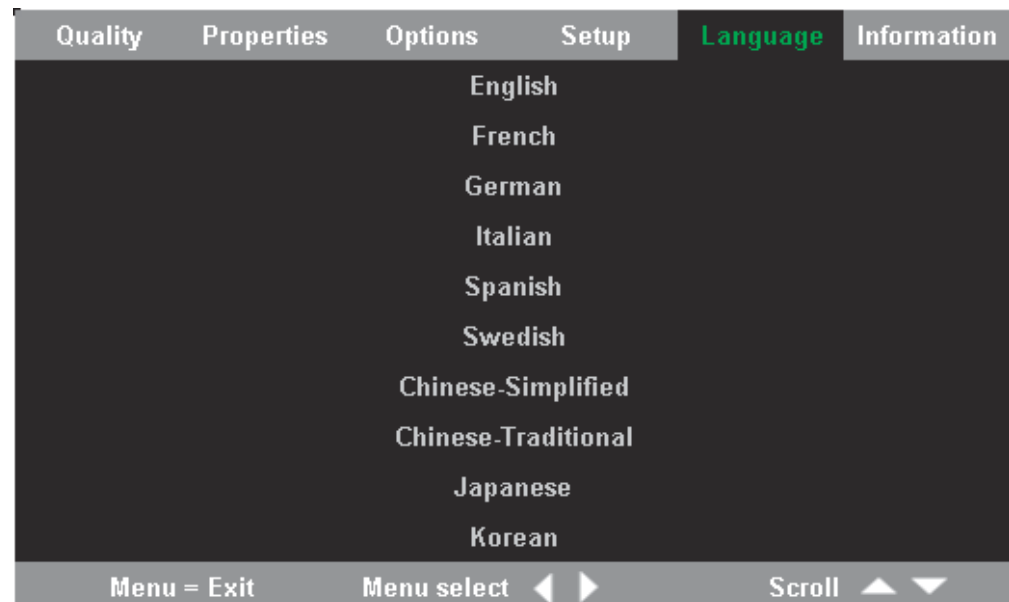 Quality Properties Options Setup Language Information
English
French
German
Italian
Spanish
Swedish
Chinese-Simplified
Chinese-Traditional
Japanese
Korean
Menu = Exit Menu select Scroll